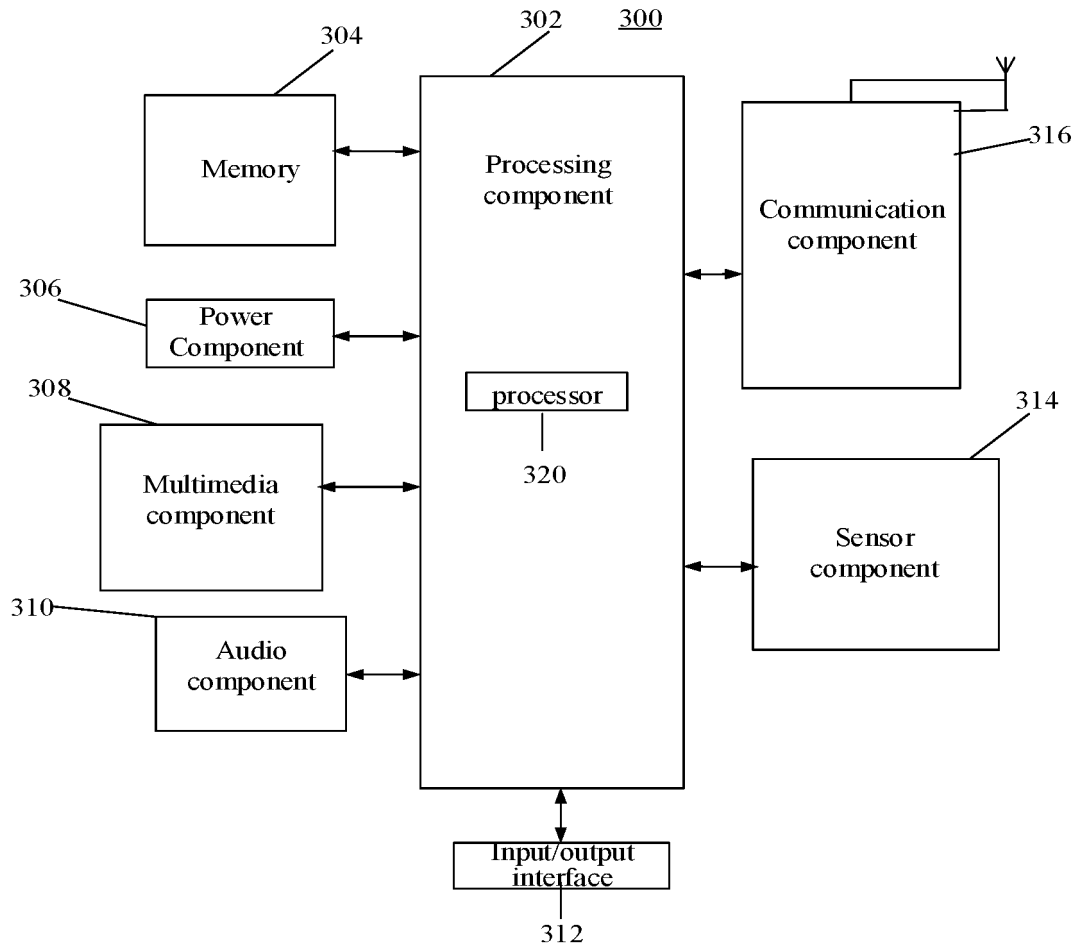 302
300
304
316
Memory
Processing
component
Communication
component
306
Power
Component
308
processor
320
314
Multimedia
component
Sensor
component
310
Audio
component
Input/output
interface
312